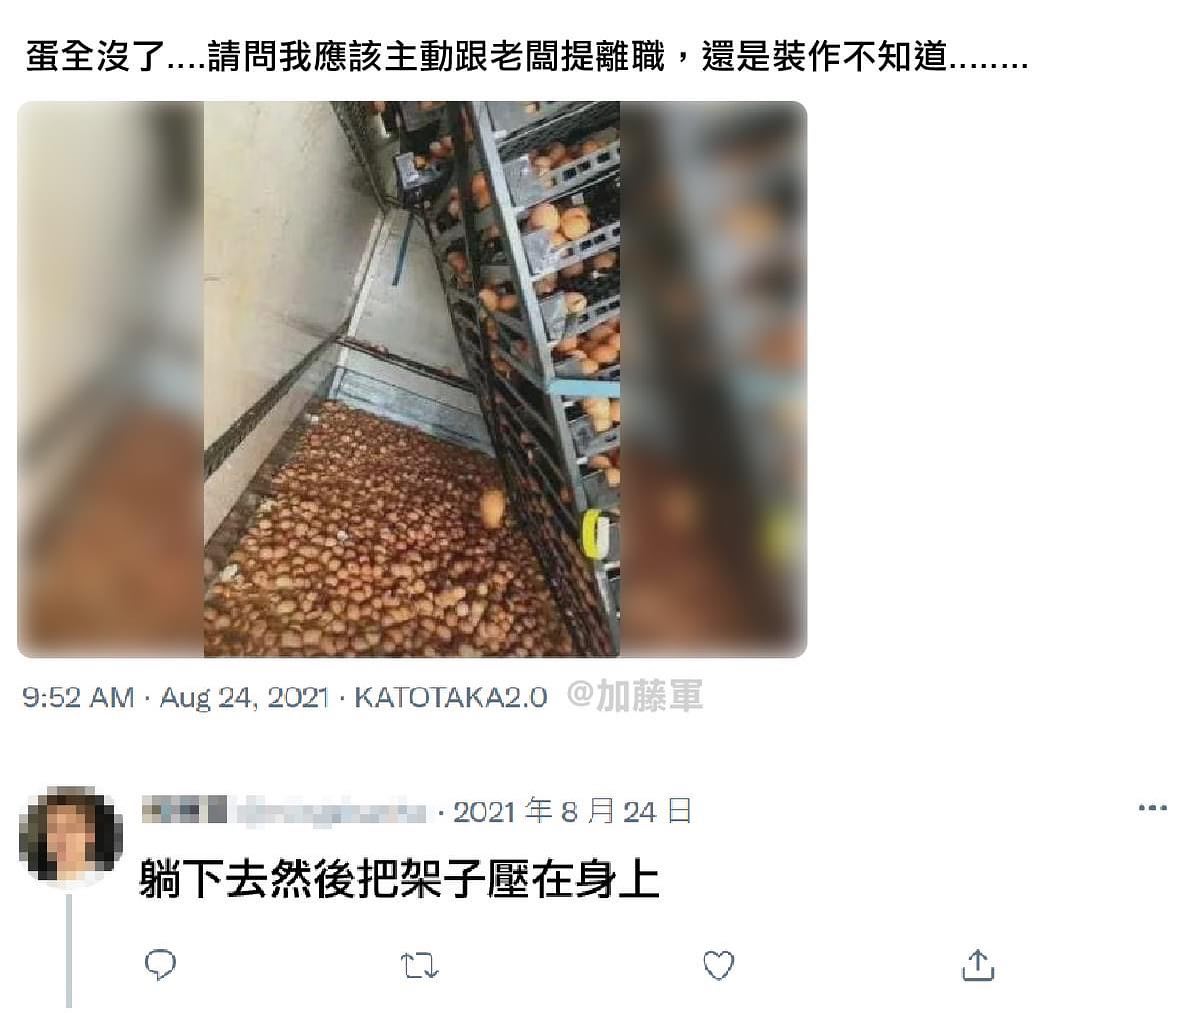 蛋全沒了....請問我應該主動跟老闆提離職，還是裝作不知道........
9:52 AM · Aug 24, 2021 · KATOTAKA2.0 @加藤軍
· 2021 年 8 月 24 日
躺下去然後把架子壓在身上